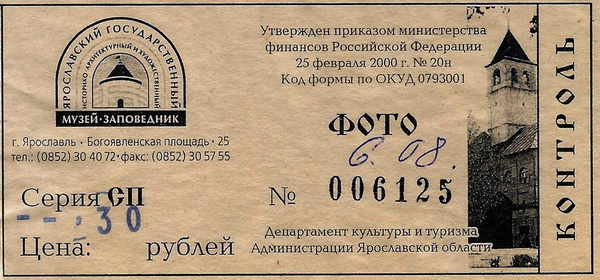 ЯРОСЛАВСКИЙ ГОСУДАРСТВЕННЫЙ
ИСТОРИКО-АРХИТЕКТУРНЫЙ И ХУДОЖЕСТВЕННЫЙ
МУЗЕЙ-ЗАПОВЕДНИК
г. Ярославль · Богоявленская площадь · 25
тел.: (0852) 30 40 72 · факс: (0852) 30 57 55
Серия СП
--,30
Цена: рублей
Утвержден приказом министерства
финансов Российской Федерации
25 февраля 2000 г. № 20н
Код формы по ОКУД 0793001
ФОТО
6.08.
№ 006125
Департамент культуры и туризма
Администрации Ярославской области
КОНТРОЛЬ